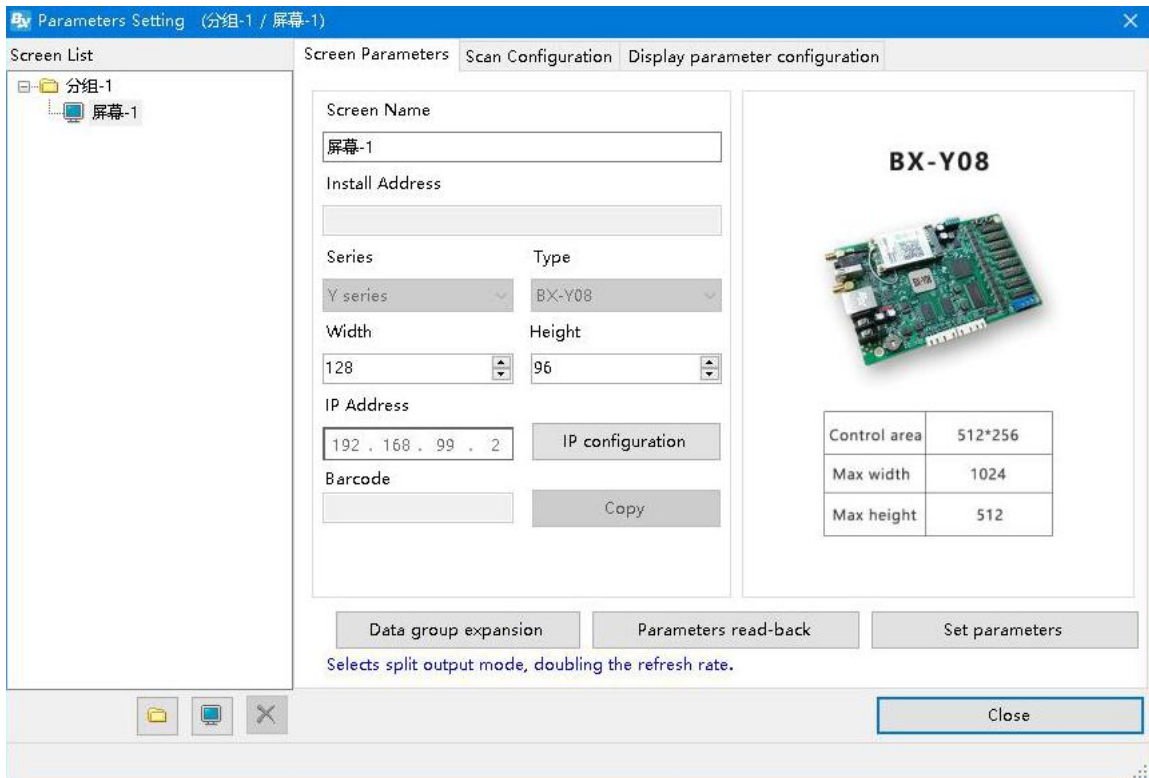 Parameters Setting (分组-1 / 屏幕-1)
Screen List
Screen Parameters Scan Configuration Display parameter configuration
分组-1
屏幕-1
Screen Name
屏幕-1
Install Address
Series Type
Y series BX-Y08
Width Height
128 96
IP Address
192 . 168 . 99 . 2 IP configuration
Barcode
Copy
BX-Y08
Control area 512*256
Max width 1024
Max height 512
Data group expansion Parameters read-back Set parameters
Selects split output mode, doubling the refresh rate.
Close